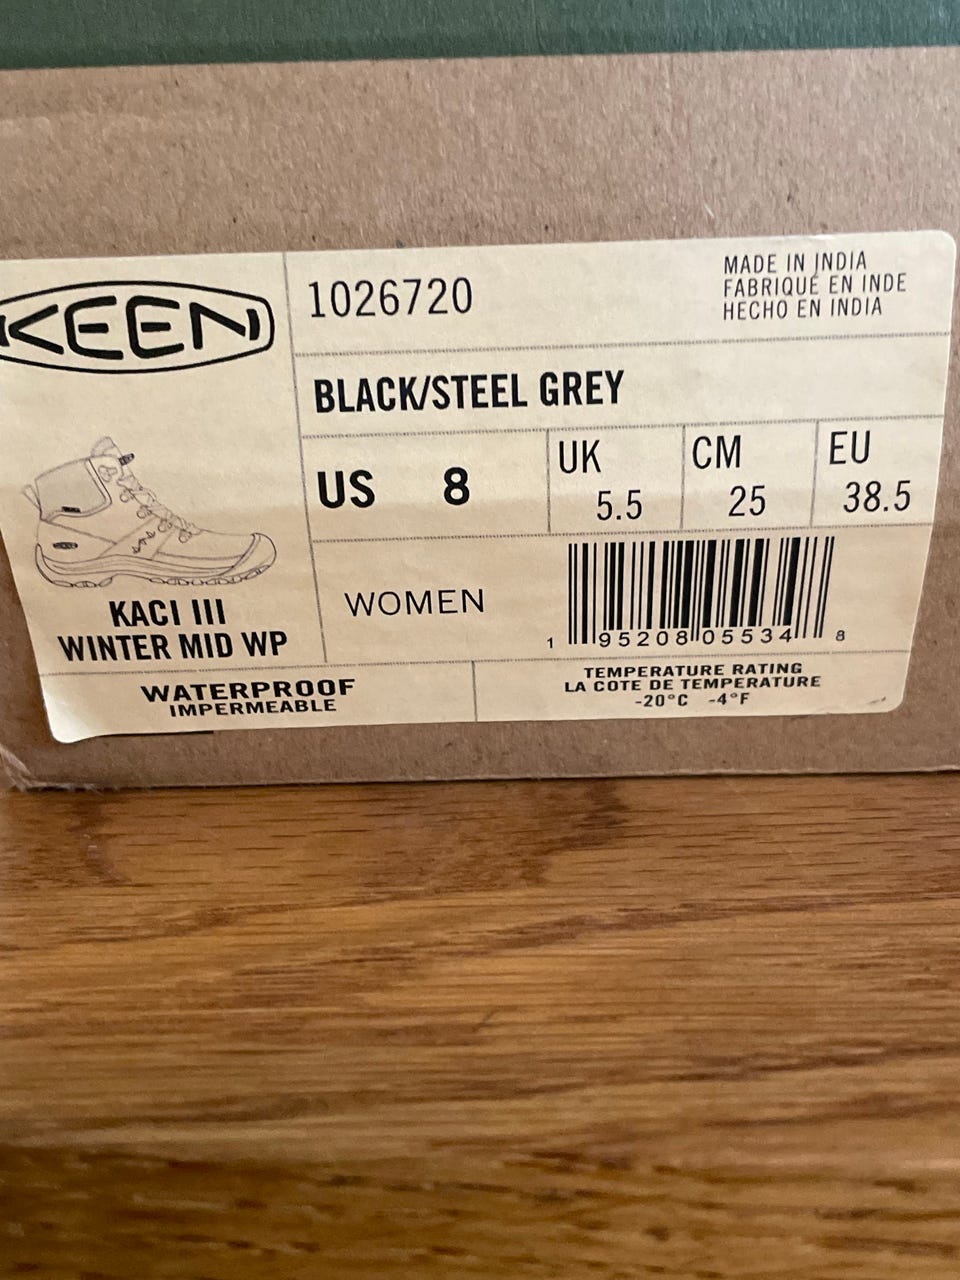 KEEN
1026720
MADE IN INDIA
FABRIQUÉ EN INDE
HECHO EN INDIA
BLACK/STEEL GREY
US 8
UK
5.5
CM
25
EU
38.5
KACI III
WINTER MID WP
WOMEN
1 95208 05534 8
WATERPROOF
IMPERMEABLE
TEMPERATURE RATING
LA COTE DE TEMPERATURE
-20°C -4°F